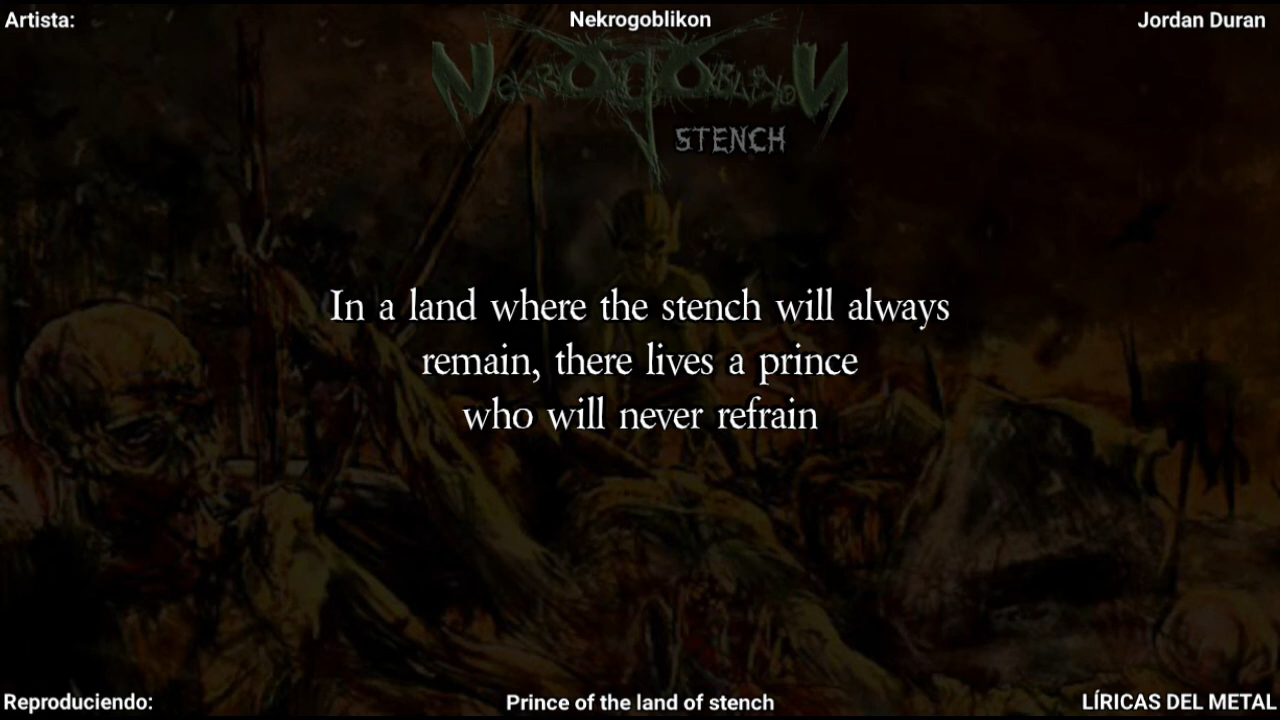 Artista:
Nekrogoblikon
Jordan Duran
NEKROGOBLIKON
STENCH
In a land where the stench will always
remain, there lives a prince
who will never refrain
Reproduciendo:
Prince of the land of stench
LÍRICAS DEL METAL